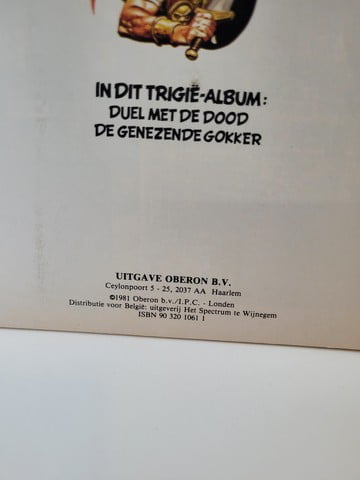 IN DIT TRIGIË-ALBUM:
DUEL MET DE DOOD
DE GENEZENDE GOKKER
UITGAVE OBERON B.V.
Ceylonpoort 5 - 25, 2037 AA Haarlem
©1981 Oberon b.v./I.P.C. - Londen
Distributie voor België: uitgeverij Het Spectrum te Wijnegem
ISBN 90 320 1061 1